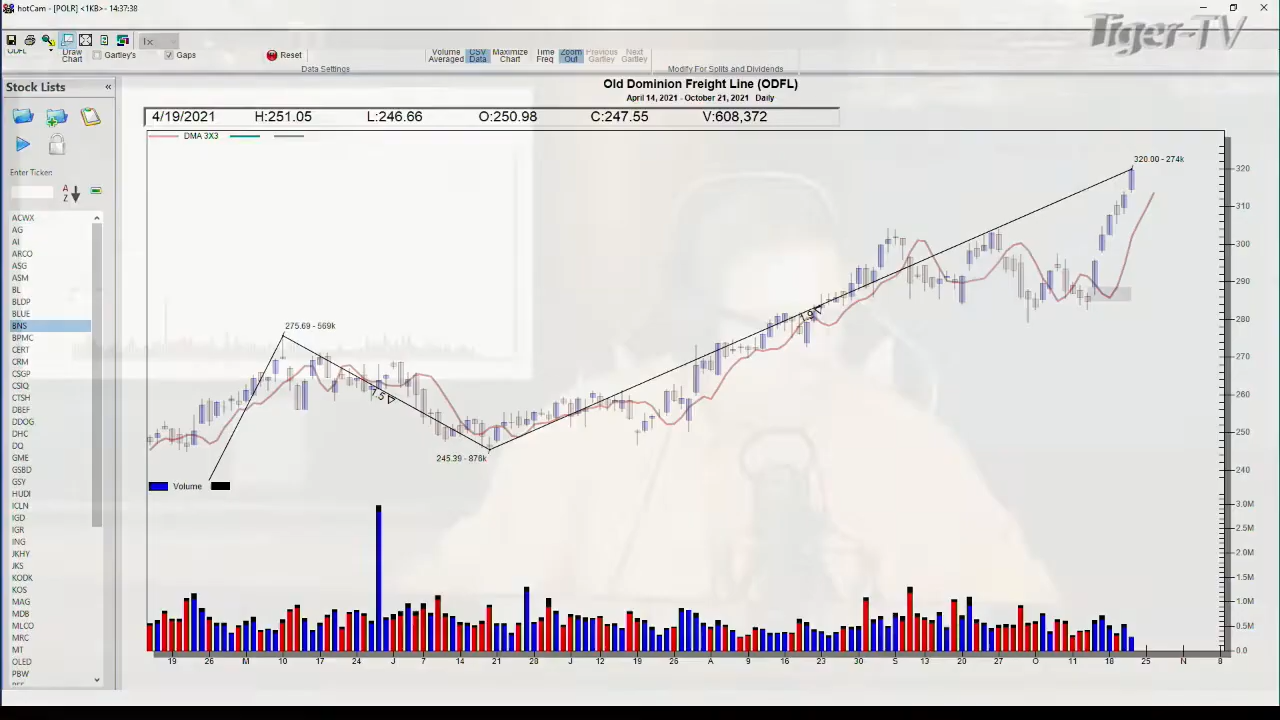 hotCam - [POLR] <1KB> - 14:37:38
Tiger-TV
ODFL
Draw Chart
Gartley's
Gaps
Reset
Volume Averaged
CSV Data
Maximize Chart
Time Freq
Zoom Out
Previous Gartley
Next Gartley
Data Settings
Modify For Splits and Dividends
Stock Lists «
Old Dominion Freight Line (ODFL)
April 14, 2021 - October 21, 2021 Daily
4/19/2021 H:251.05 L:246.66 O:250.98 C:247.55 V:608,372
DMA 3X3
Enter Ticker:
A
Z
ACWX
AG
AI
ARCO
ASG
ASM
BL
BLDP
BLUE
BNS
BPMC
CERT
CRM
CSGP
CSIQ
CTSH
DBEF
DDOG
DHC
DQ
GME
GSBD
GSY
HUDI
ICLN
IGD
IGR
ING
JKHY
JKS
KODK
KOS
MAG
MDB
MLCO
MRC
MT
OLED
PBW
320.00 - 274k
275.69 - 569k
7.5
1.9
245.39 - 878k
Volume
320
310
300
290
280
270
260
250
240
3.0M
2.5M
2.0M
1.5M
1.0M
0.5M
0.0
19 26 M 10 17 24 J 7 14 21 28 J 12 19 26 A 9 16 23 31 S 13 20 27 O 11 18 25 N 8